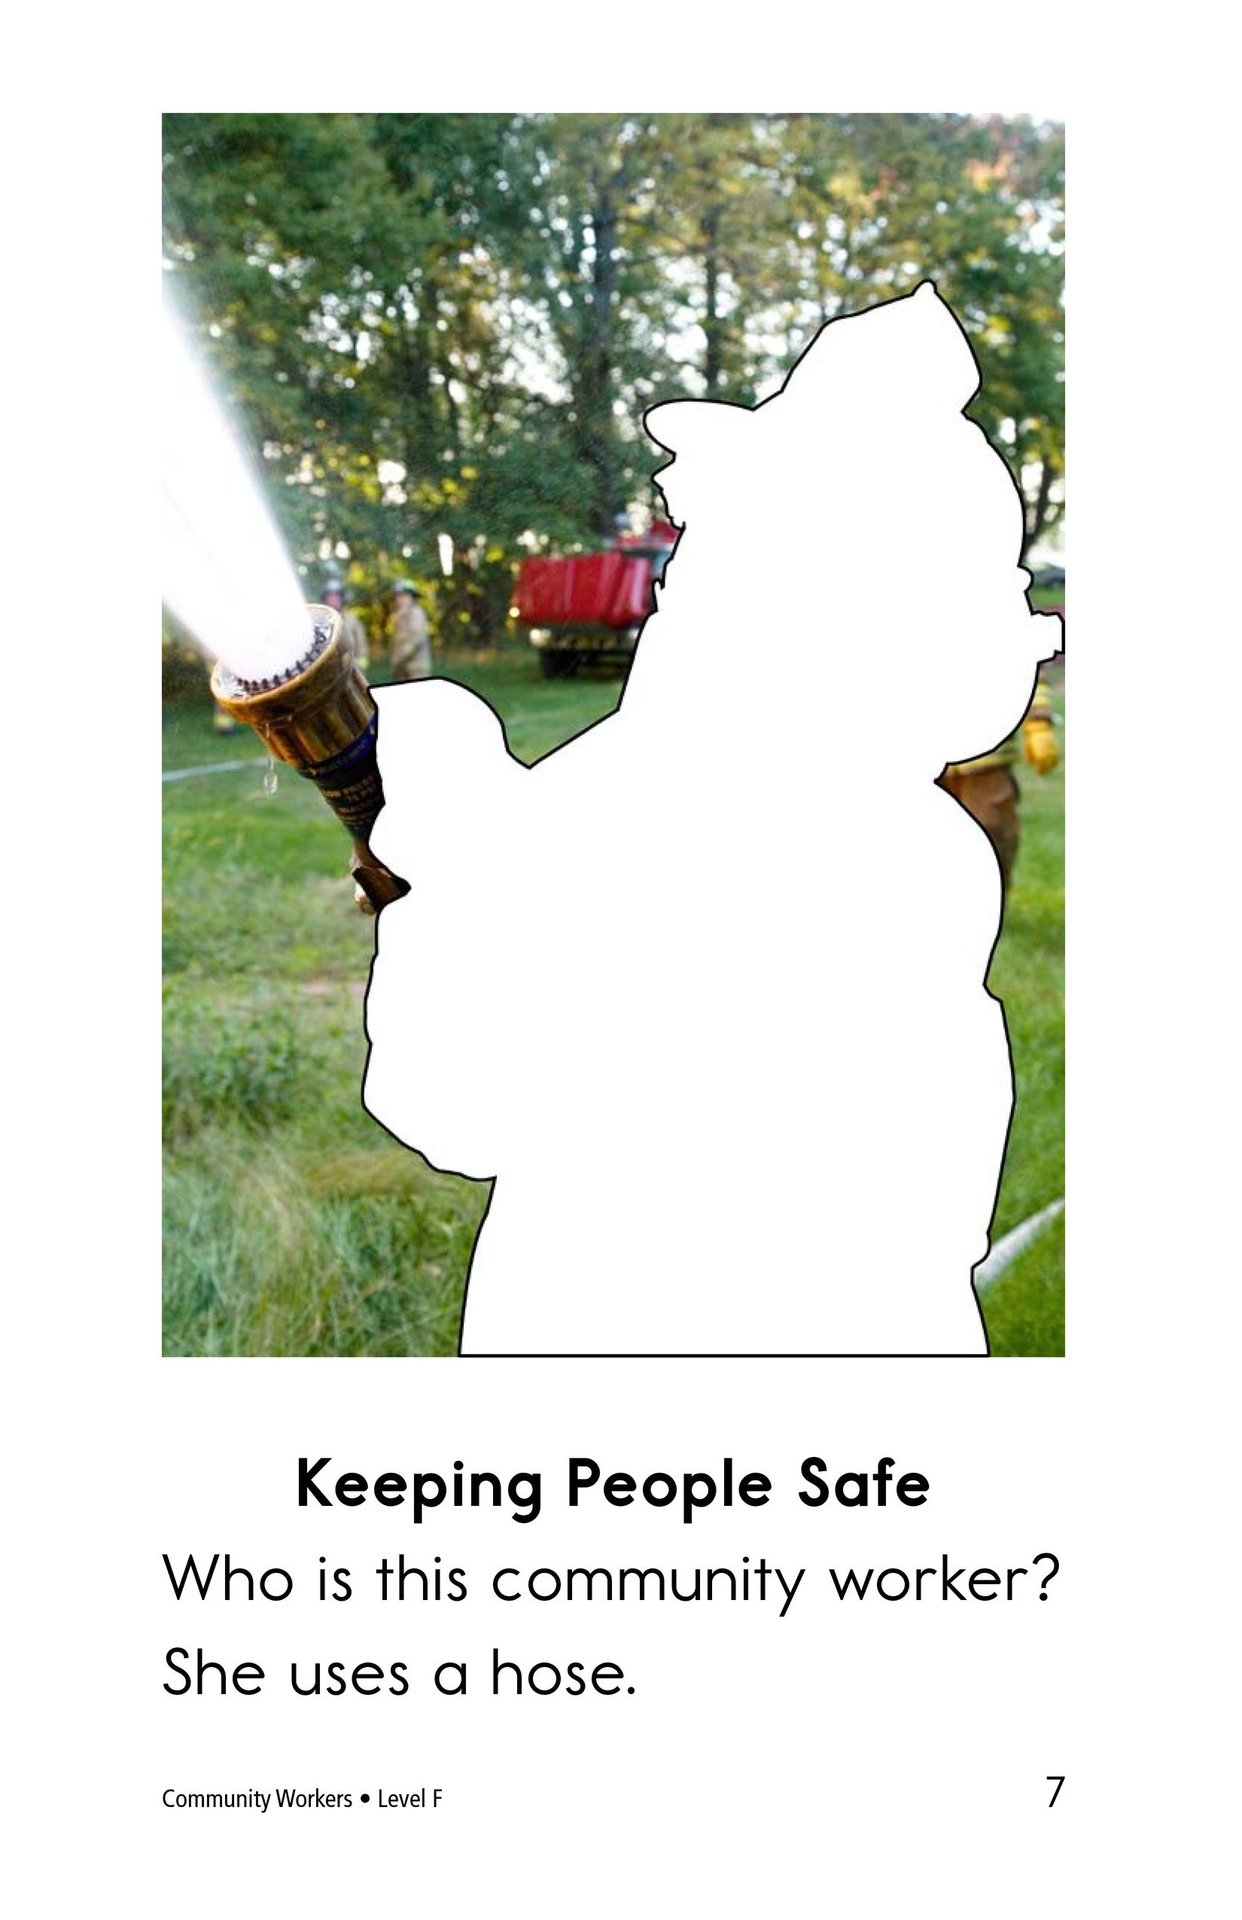 Keeping People Safe
Who is this community worker?
She uses a hose.
Community Workers • Level F
7